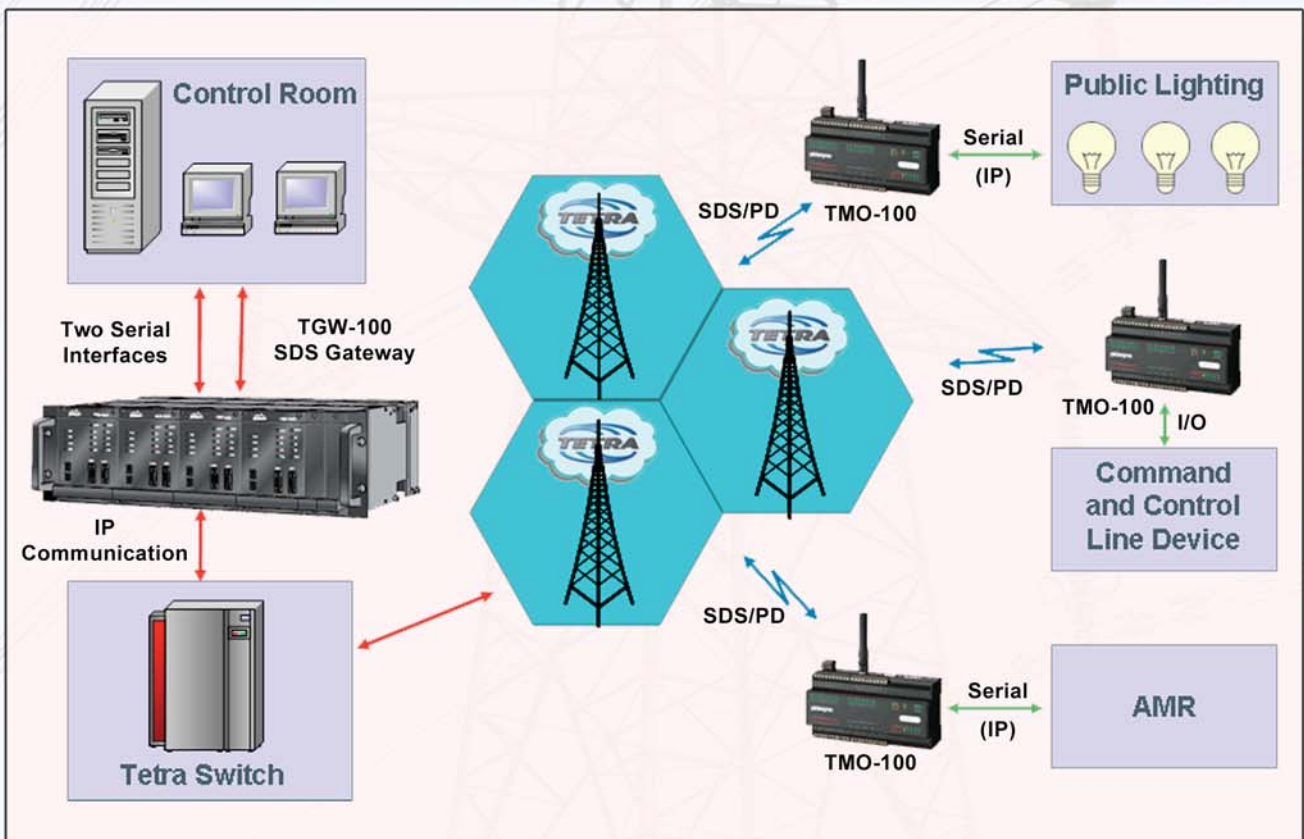 Control Room
Two Serial
Interfaces
TGW-100
SDS Gateway
IP
Communication
Tetra Switch
TETRA
TETRA
TETRA
SDS/PD
TMO-100
Serial
(IP)
Public Lighting
SDS/PD
TMO-100
I/O
Command
and Control
Line Device
SDS/PD
TMO-100
Serial
(IP)
AMR